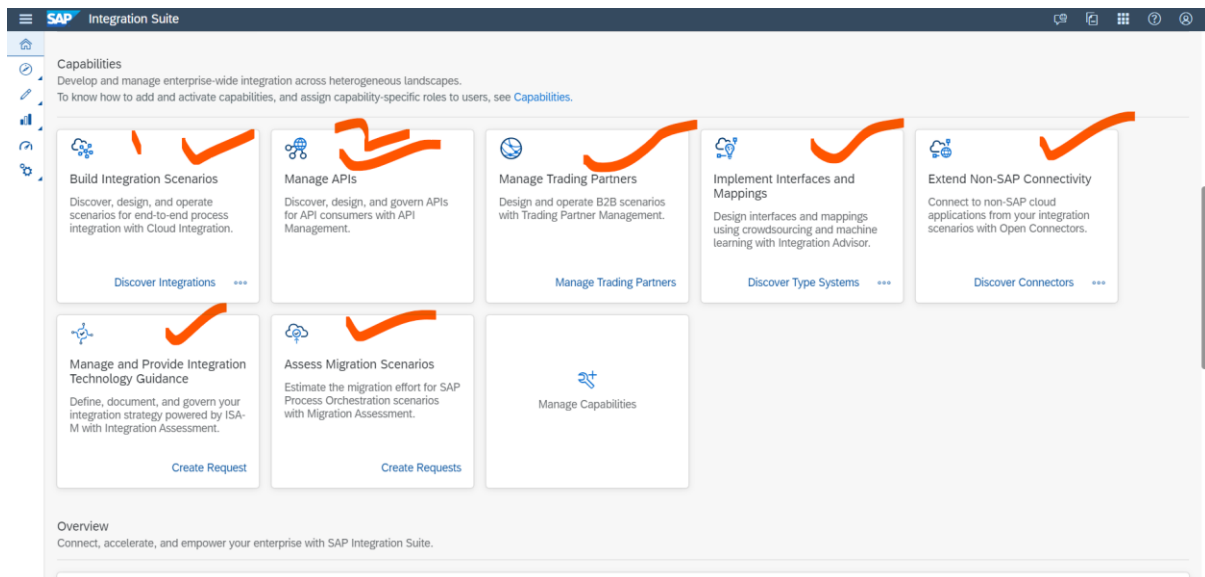 SAP Integration Suite
Capabilities
Develop and manage enterprise-wide integration across heterogeneous landscapes.
To know how to add and activate capabilities, and assign capability-specific roles to users, see Capabilities.
Build Integration Scenarios
Discover, design, and operate
scenarios for end-to-end process
integration with Cloud Integration.
Discover Integrations
Manage APIs
Discover, design, and govern APIs
for API consumers with API
Management.
Manage Trading Partners
Design and operate B2B scenarios
with Trading Partner Management.
Manage Trading Partners
Implement Interfaces and
Mappings
Design interfaces and mappings
using crowdsourcing and machine
learning with Integration Advisor.
Discover Type Systems
Extend Non-SAP Connectivity
Connect to non-SAP cloud
applications from your integration
scenarios with Open Connectors.
Discover Connectors
Manage and Provide Integration
Technology Guidance
Define, document, and govern your
integration strategy powered by ISA-
M with Integration Assessment.
Create Request
Assess Migration Scenarios
Estimate the migration effort for SAP
Process Orchestration scenarios
with Migration Assessment.
Create Requests
Manage Capabilities
Overview
Connect, accelerate, and empower your enterprise with SAP Integration Suite.